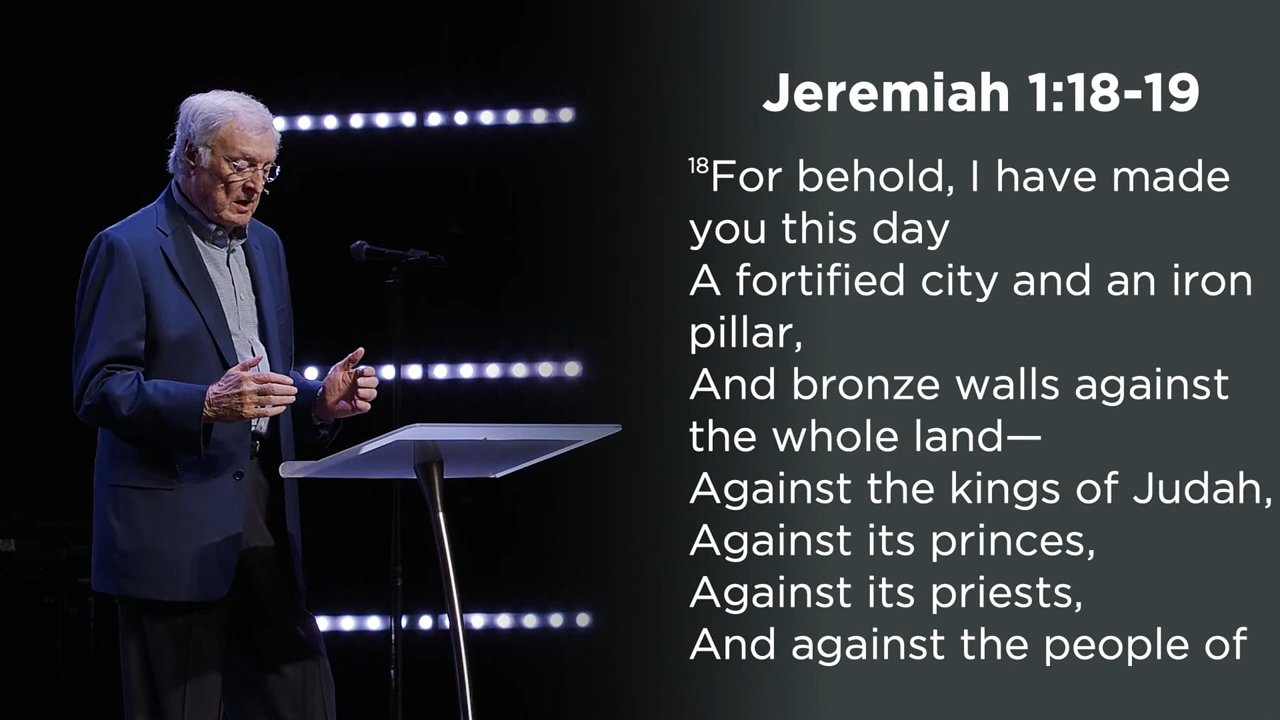 Jeremiah 1:18-19
18For behold, I have made
you this day
A fortified city and an iron
pillar,
And bronze walls against
the whole land—
Against the kings of Judah,
Against its princes,
Against its priests,
And against the people of